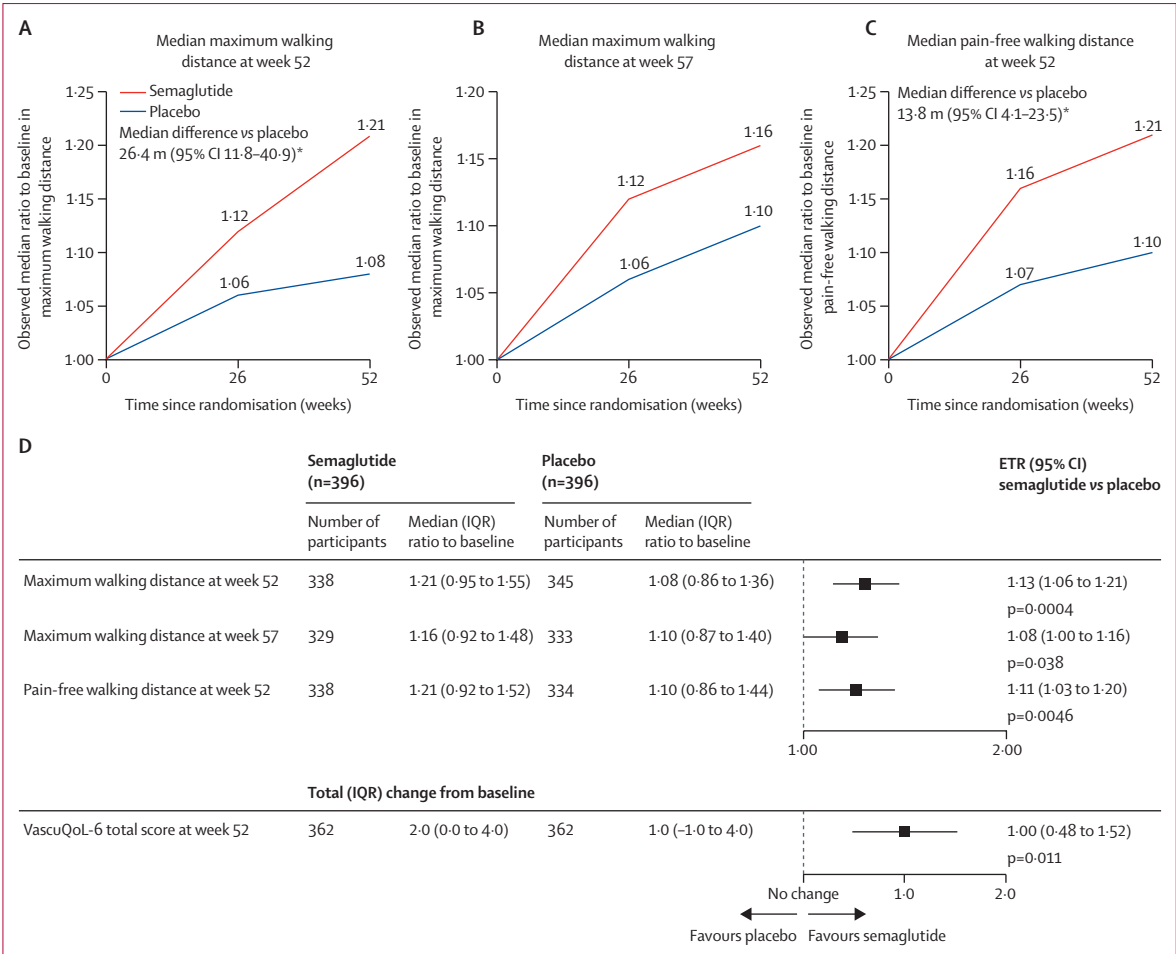 A
Median maximum walking
distance at week 52
Observed median ratio to baseline in
maximum walking distance
1·25
1·20
1·15
1·10
1·05
1·00
Semaglutide
Placebo
Median difference vs placebo
26·4 m (95% CI 11·8–40·9)*
1·21
1·12
1·08
1·06
0
26
52
Time since randomisation (weeks)
B
Median maximum walking
distance at week 57
Observed median ratio to baseline in
maximum walking distance
1·20
1·15
1·10
1·05
1·00
1·16
1·12
1·10
1·06
0
26
52
Time since randomisation (weeks)
C
Median pain-free walking distance
at week 52
Observed median ratio to baseline in
pain-free walking distance
1·25
1·20
1·15
1·10
1·05
1·00
Median difference vs placebo
13·8 m (95% CI 4·1–23·5)*
1·21
1·16
1·10
1·07
0
26
52
Time since randomisation (weeks)
D
Semaglutide
(n=396)
Placebo
(n=396)
ETR (95% CI)
semaglutide vs placebo
Number of
participants
Median (IQR)
ratio to baseline
Number of
participants
Median (IQR)
ratio to baseline
Maximum walking distance at week 52 338 1·21 (0·95 to 1·55) 345 1·08 (0·86 to 1·36) 1·13 (1·06 to 1·21)
p=0·0004
Maximum walking distance at week 57 329 1·16 (0·92 to 1·48) 333 1·10 (0·87 to 1·40) 1·08 (1·00 to 1·16)
p=0·038
Pain-free walking distance at week 52 338 1·21 (0·92 to 1·52) 334 1·10 (0·86 to 1·44) 1·11 (1·03 to 1·20)
p=0·0046
1·00 2·00
Total (IQR) change from baseline
VascuQoL-6 total score at week 52 362 2·0 (0·0 to 4·0) 362 1·0 (–1·0 to 4·0) 1·00 (0·48 to 1·52)
p=0·011
No change 1·0 2·0
Favours placebo Favours semaglutide